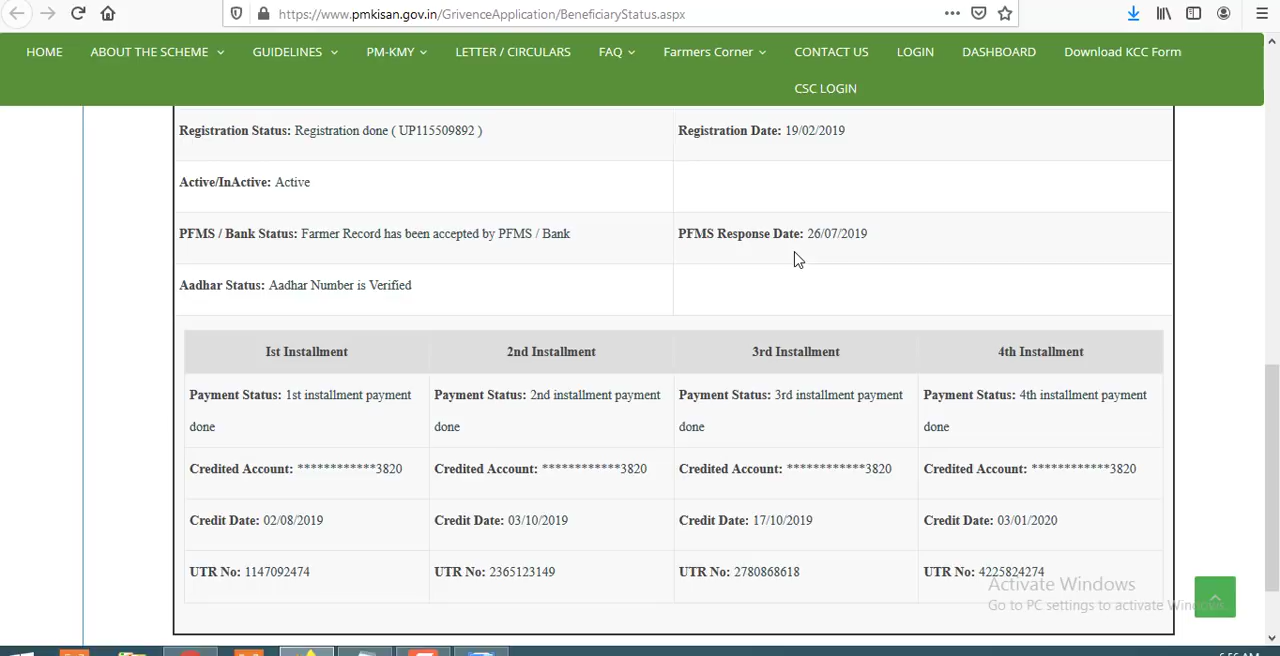 https://www.pmkisan.gov.in/GrivenceApplication/BeneficiaryStatus.aspx
HOME ABOUT THE SCHEME GUIDELINES PM-KMY LETTER / CIRCULARS FAQ Farmers Corner CONTACT US LOGIN DASHBOARD Download KCC Form
CSC LOGIN
Registration Status: Registration done ( UP115509892 ) Registration Date: 19/02/2019
Active/InActive: Active
PFMS / Bank Status: Farmer Record has been accepted by PFMS / Bank PFMS Response Date: 26/07/2019
Aadhar Status: Aadhar Number is Verified
Ist Installment 2nd Installment 3rd Installment 4th Installment
Payment Status: 1st installment payment Payment Status: 2nd installment payment Payment Status: 3rd installment payment Payment Status: 4th installment payment
done done done done
Credited Account: ************3820 Credited Account: ************3820 Credited Account: ************3820 Credited Account: ************3820
Credit Date: 02/08/2019 Credit Date: 03/10/2019 Credit Date: 17/10/2019 Credit Date: 03/01/2020
UTR No: 1147092474 UTR No: 2365123149 UTR No: 2780868618 UTR No: 4225824274
Activate Windows
Go to PC settings to activate Windows.